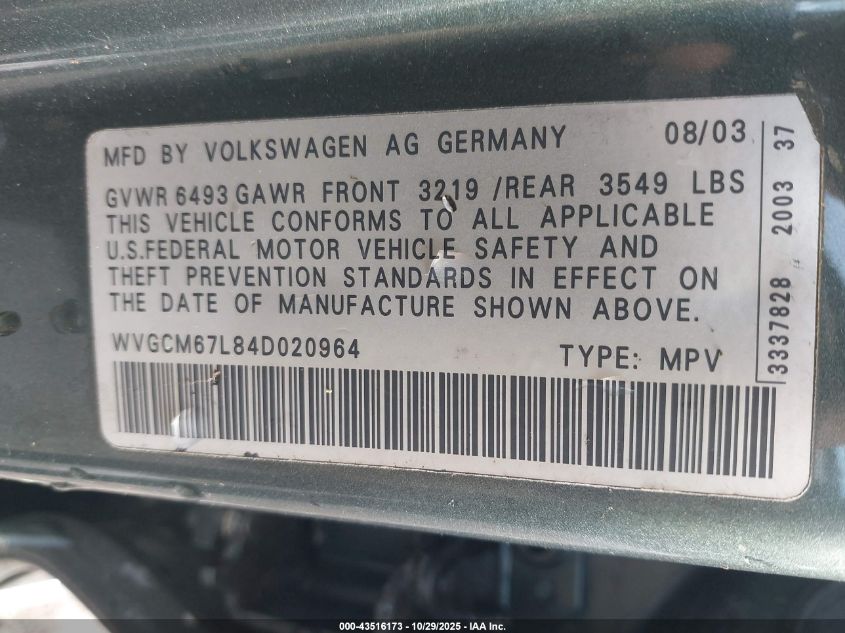 MFD BY VOLKSWAGEN AG GERMANY 08/03
GVWR 6493 GAWR FRONT 3219 /REAR 3549 LBS
THIS VEHICLE CONFORMS TO ALL APPLICABLE
U.S.FEDERAL MOTOR VEHICLE SAFETY AND
THEFT PREVENTION STANDARDS IN EFFECT ON
THE DATE OF MANUFACTURE SHOWN ABOVE.
WVGCM67L84D020964 TYPE: MPV
3337828 2003 37
000-43516173 - 10/29/2025 - IAA Inc.